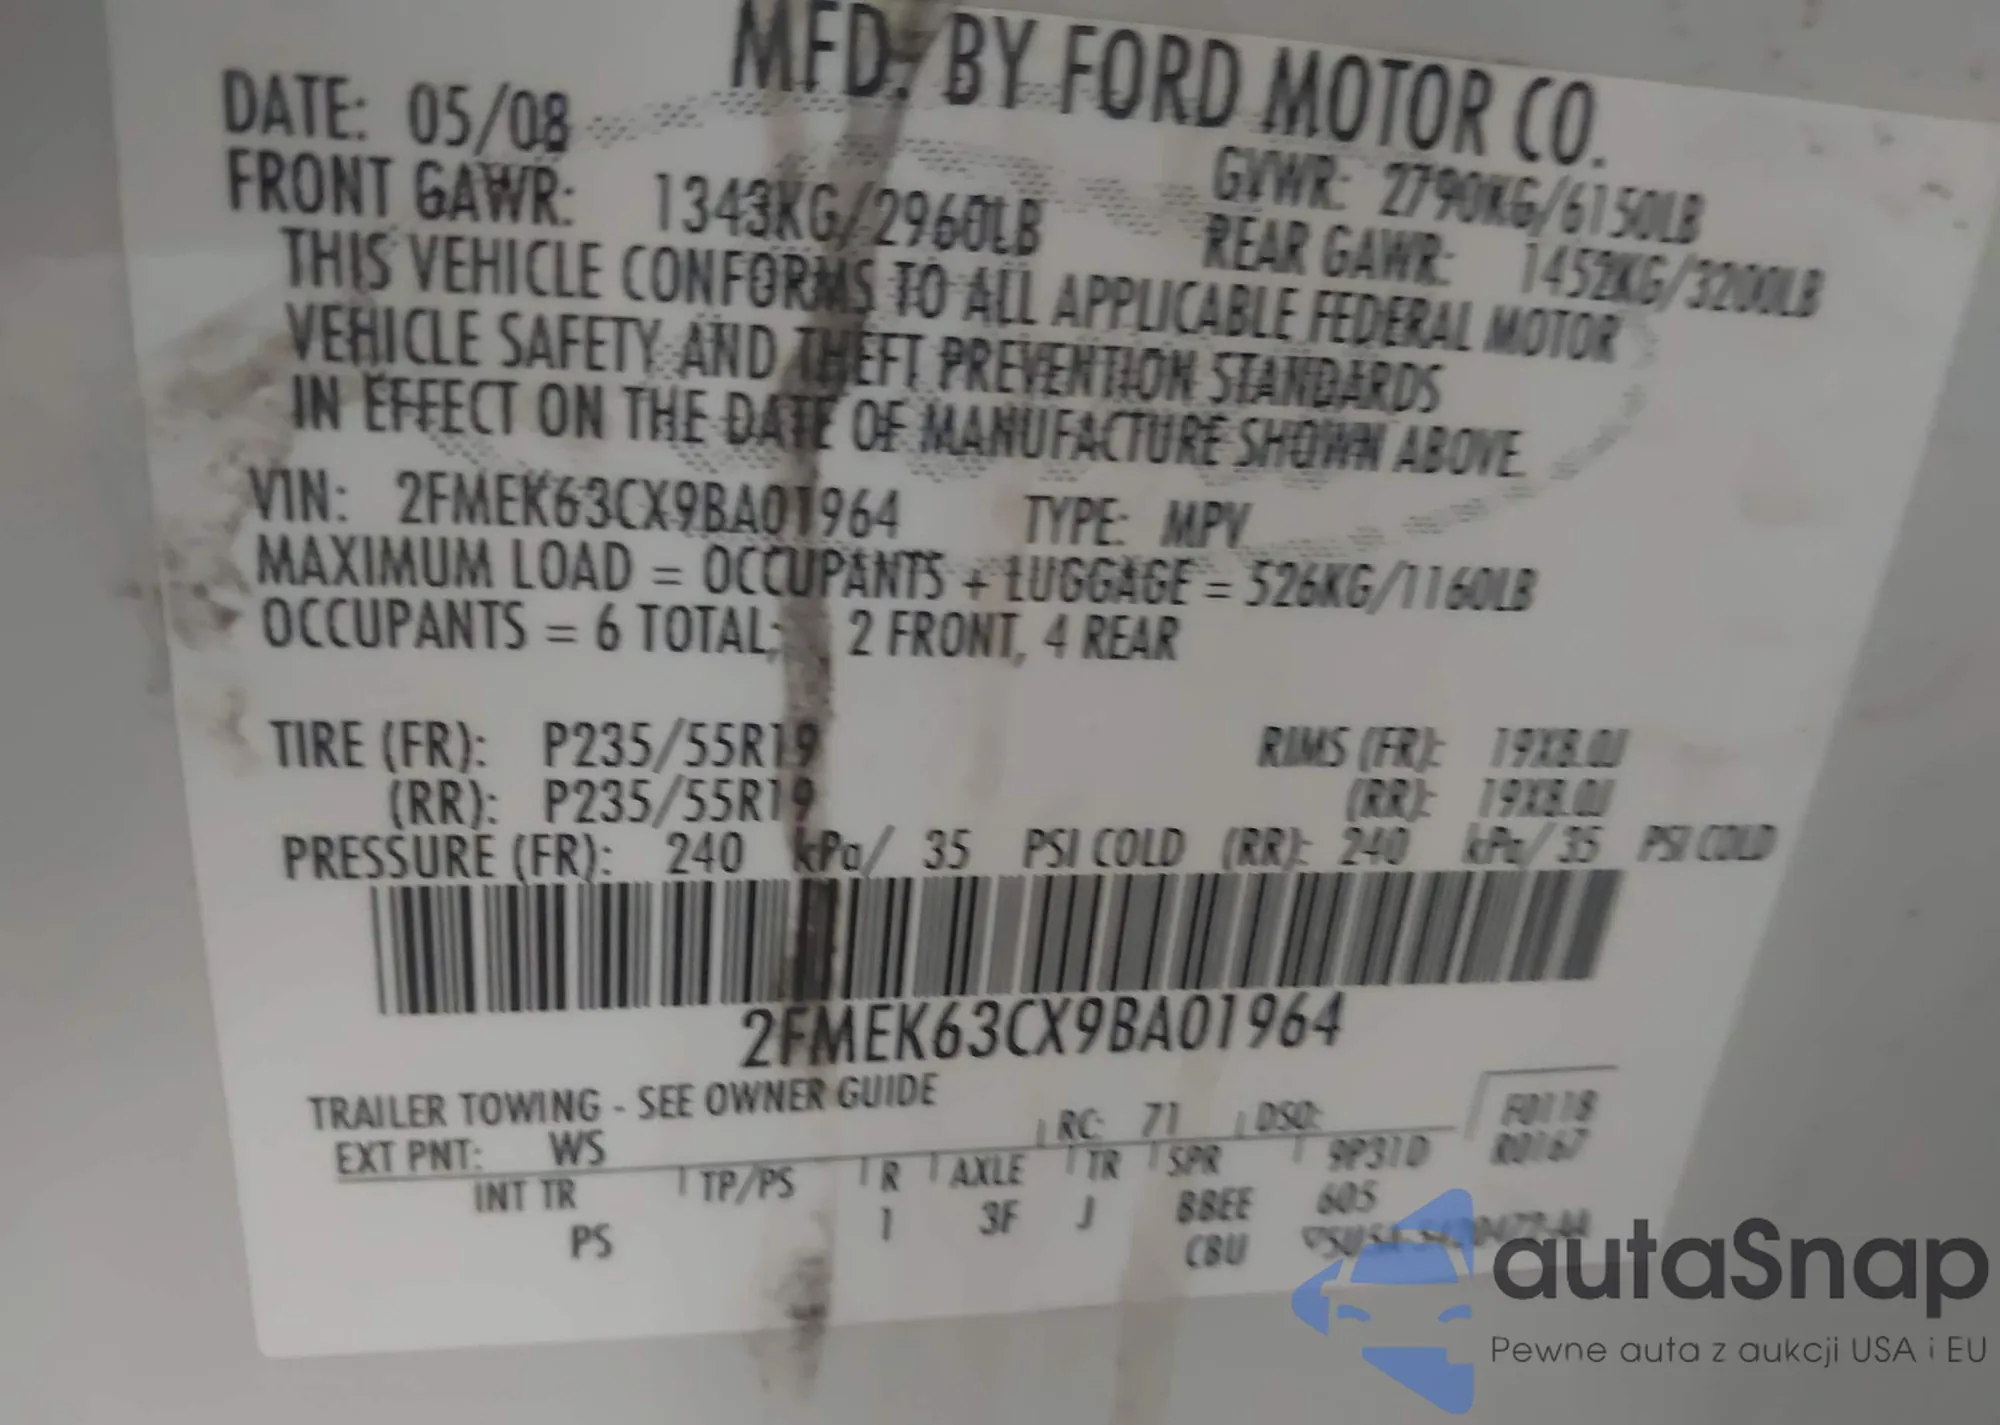 MFD. BY FORD MOTOR CO.
DATE: 05/08
GVWR: 2790KG/6150LB
FRONT GAWR: 1343KG/2960LB
REAR GAWR: 1452KG/3200LB
THIS VEHICLE CONFORMS TO ALL APPLICABLE FEDERAL MOTOR
VEHICLE SAFETY AND THEFT PREVENTION STANDARDS
IN EFFECT ON THE DATE OF MANUFACTURE SHOWN ABOVE.
VIN: 2FMEK63CX9BA01964 TYPE: MPV
MAXIMUM LOAD = OCCUPANTS + LUGGAGE = 526KG/1160LB
OCCUPANTS = 6 TOTAL; 2 FRONT, 4 REAR
TIRE (FR): P235/55R19 RIMS (FR): 19X8.0J
(RR): P235/55R19 (RR): 19X8.0J
PRESSURE (FR): 240 kPa/ 35 PSI COLD (RR): 240 kPa/ 35 PSI COLD
2FMEK63CX9BA01964
TRAILER TOWING - SEE OWNER GUIDE
EXT PNT: WS RC: 71 DSO: F0118
R0167
INT TR TP/PS R AXLE TR SPR 9P31D
PS 1 3F J BBEE 605
CBU
autaSnap
Pewne auta z aukcji USA i EU